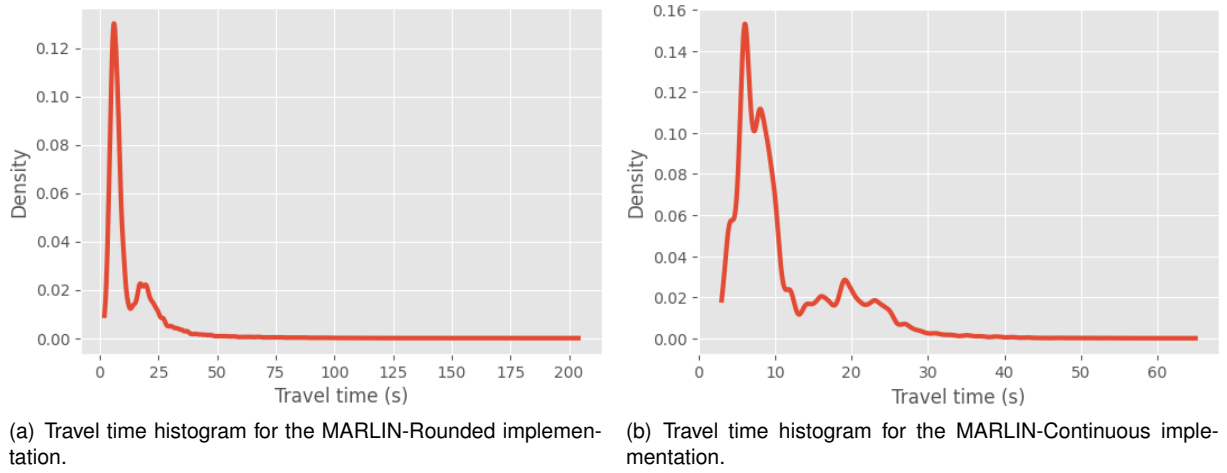 0.12
0.10
0.08
0.06
0.04
0.02
0.00
Density
0 25 50 75 100 125 150 175 200
Travel time (s)
(a) Travel time histogram for the MARLIN-Rounded implemen-
tation.
0.16
0.14
0.12
0.10
0.08
0.06
0.04
0.02
0.00
Density
0 10 20 30 40 50 60
Travel time (s)
(b) Travel time histogram for the MARLIN-Continuous imple-
mentation.